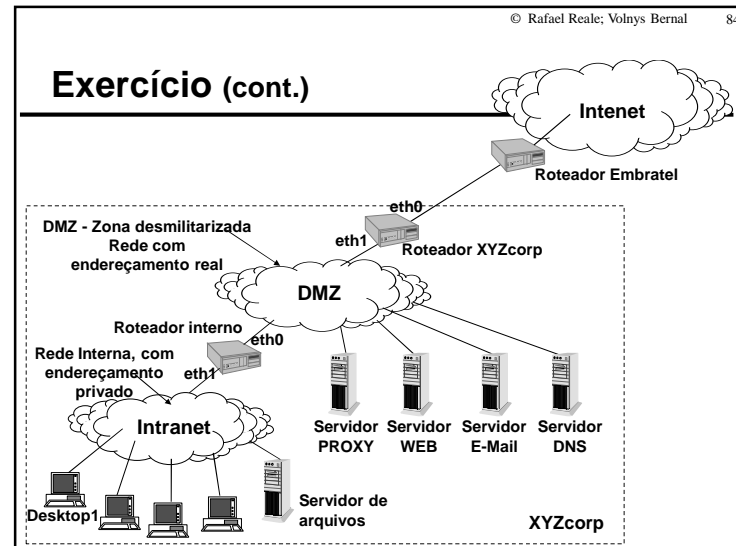 © Rafael Reale; Volnys Bernal 84
Exercício (cont.)
Intenet
Roteador Embratel
eth0
DMZ - Zona desmilitarizada
Rede com
endereçamento real
eth1
Roteador XYZcorp
DMZ
Roteador interno
eth0
Rede Interna, com
endereçamento
privado
eth1
Intranet
Servidor
PROXY
Servidor
WEB
Servidor
E-Mail
Servidor
DNS
Desktop1
Servidor de
arquivos
XYZcorp